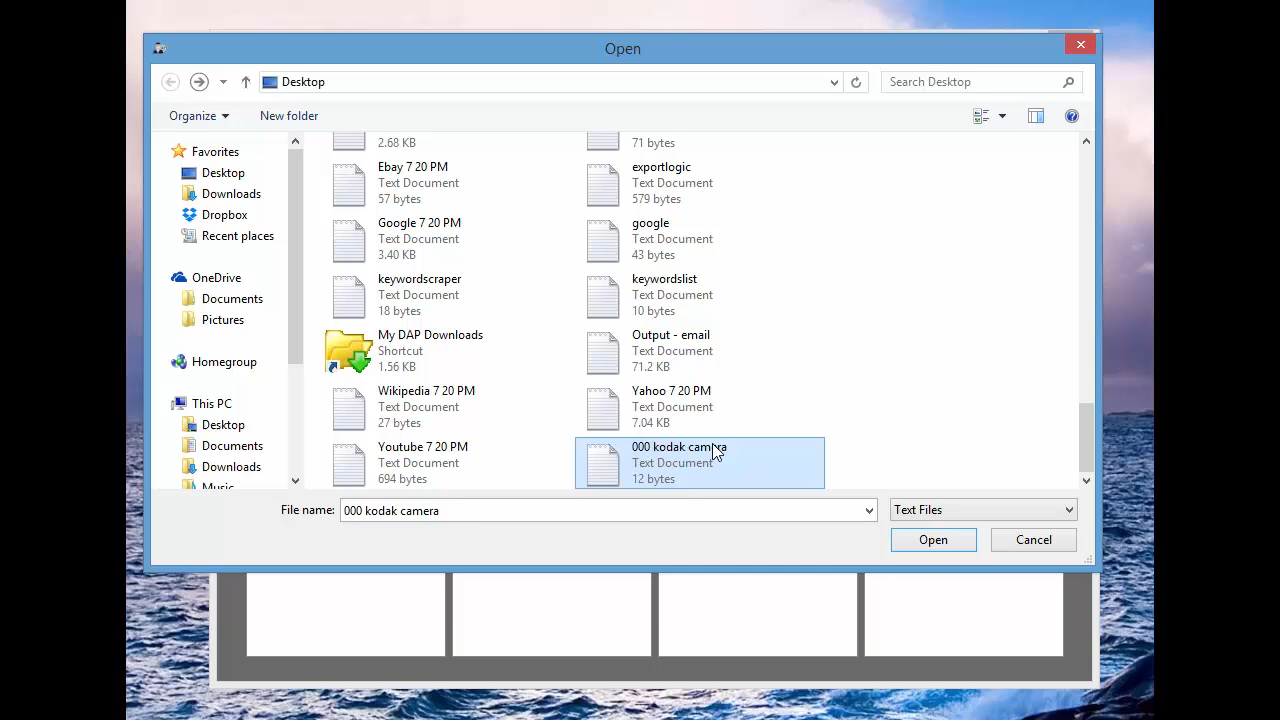 Open
Desktop
Search Desktop
Organize
New folder
Favorites
Desktop
Downloads
Dropbox
Recent places
OneDrive
Documents
Pictures
Homegroup
This PC
Desktop
Documents
Downloads
Music
2.68 KB
71 bytes
Ebay 7 20 PM
Text Document
57 bytes
exportlogic
Text Document
579 bytes
Google 7 20 PM
Text Document
3.40 KB
google
Text Document
43 bytes
keywordscraper
Text Document
18 bytes
keywordslist
Text Document
10 bytes
My DAP Downloads
Shortcut
1.56 KB
Output - email
Text Document
71.2 KB
Wikipedia 7 20 PM
Text Document
27 bytes
Yahoo 7 20 PM
Text Document
7.04 KB
Youtube 7 20 PM
Text Document
694 bytes
000 kodak camera
Text Document
12 bytes
File name: 000 kodak camera
Text Files
Open
Cancel